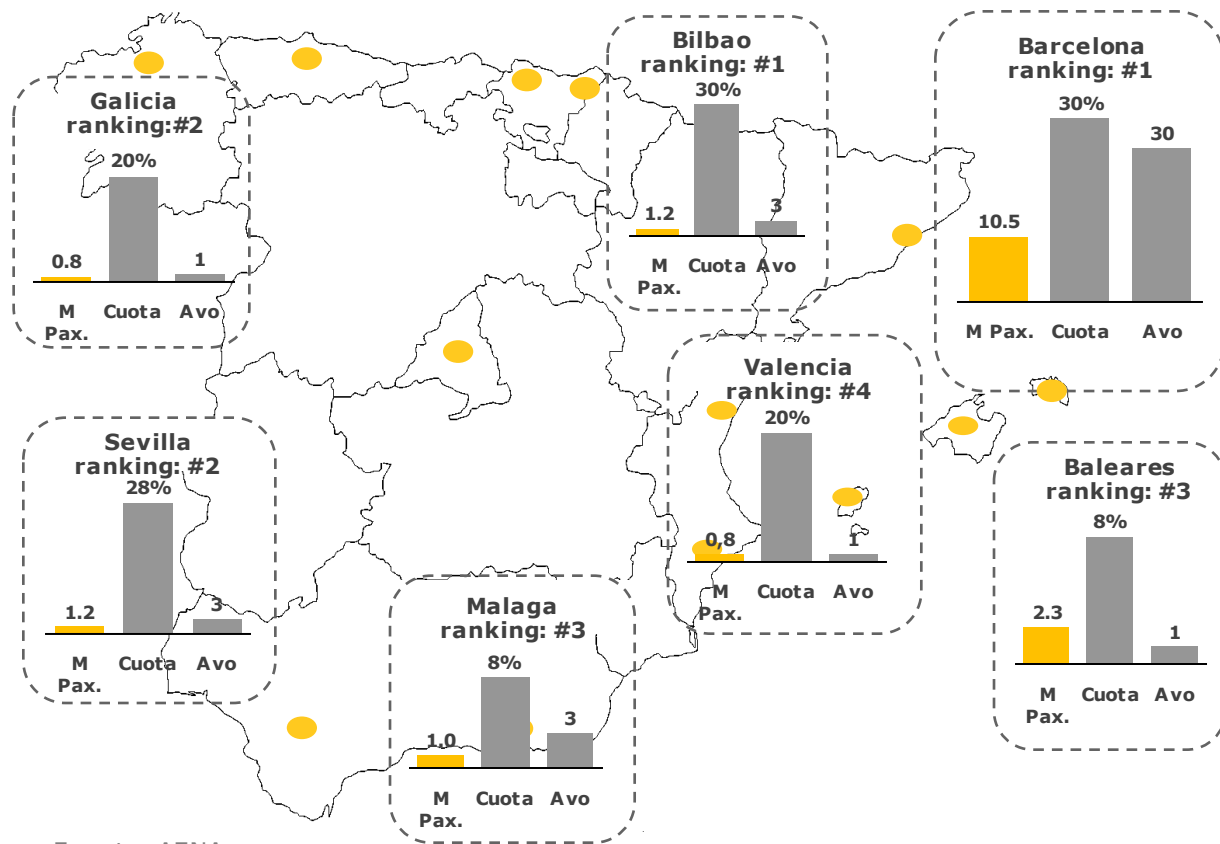 Galicia
ranking:#2
20%
0.8
1
M
Pax.
Cuota
Avo
Bilbao
ranking: #1
30%
1.2
3
M
Pax.
Cuota
Avo
Barcelona
ranking: #1
30%
30
10.5
M Pax.
Cuota
Avo
Sevilla
ranking: #2
28%
1.2
3
M
Pax.
Cuota
Avo
Malaga
ranking: #3
8%
1.0
3
M
Pax.
Cuota
Avo
Valencia
ranking: #4
20%
0,8
1
M
Pax.
Cuota
Avo
Baleares
ranking: #3
8%
2.3
1
M
Pax.
Cuota
Avo